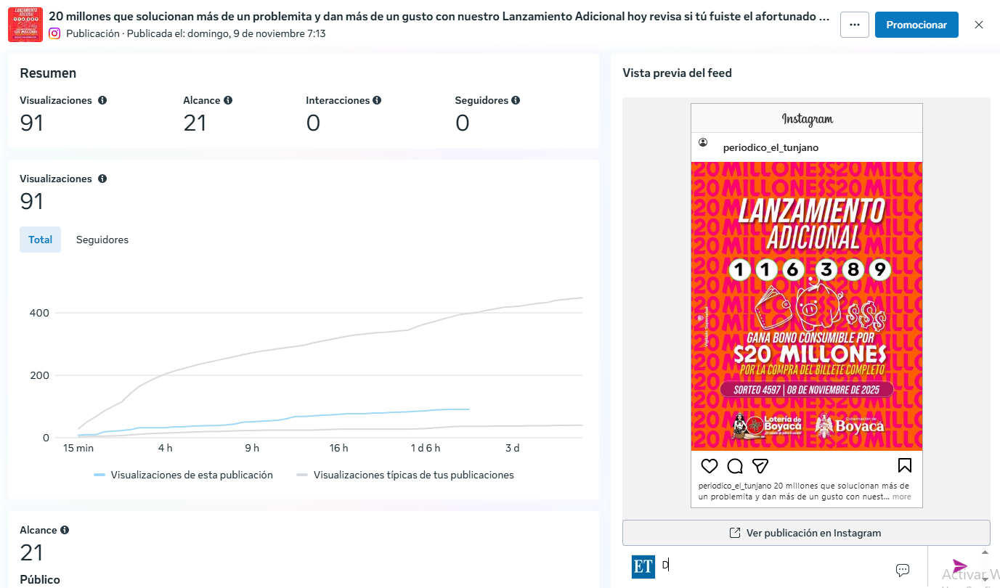 20 millones que solucionan más de un problemita y dan más de un gusto con nuestro Lanzamiento Adicional hoy revisa si tú fuiste el afortunado ...
Publicación · Publicada el: domingo, 9 de noviembre 7:13
Promocionar
Resumen
Visualizaciones
91
Alcance
21
Interacciones
0
Seguidores
0
Visualizaciones
91
Total
Seguidores
400
200
0
15 min
4 h
9 h
16 h
1 d 6 h
3 d
Visualizaciones de esta publicación
Visualizaciones típicas de tus publicaciones
Alcance
21
Público
Vista previa del feed
Instagram
periodico_el_tunjano
LANZAMIENTO
ADICIONAL
1 1 6 3 8 9
GANA BONO CONSUMIBLE POR
$20 MILLONES
POR LA COMPRA DEL BILLETE COMPLETO
SORTEO 4597 | 08 DE NOVIEMBRE DE 2025
Lotería de
Boyacá
Gobernación de
Boyacá
periodico_el_tunjano 20 millones que solucionan más de
un problemita y dan más de un gusto con nuest... more
Ver publicación en Instagram
ET
D
Activar W